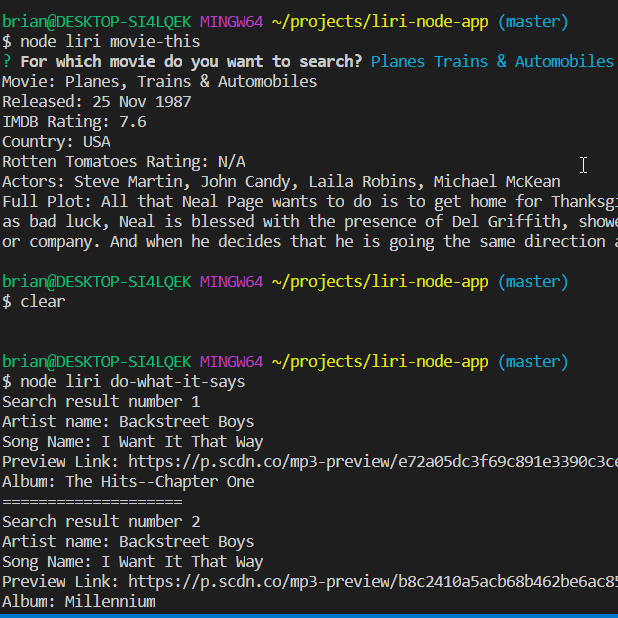 brian@DESKTOP-SI4LQEK MINGW64 ~/projects/liri-node-app (master)
$ node liri movie-this
? For which movie do you want to search? Planes Trains & Automobiles
Movie: Planes, Trains & Automobiles
Released: 25 Nov 1987
IMDB Rating: 7.6
Country: USA
Rotten Tomatoes Rating: N/A
Actors: Steve Martin, John Candy, Laila Robins, Michael McKean
Full Plot: All that Neal Page wants to do is to get home for Thanksgi
as bad luck, Neal is blessed with the presence of Del Griffith, showe
or company. And when he decides that he is going the same direction a
brian@DESKTOP-SI4LQEK MINGW64 ~/projects/liri-node-app (master)
$ clear
brian@DESKTOP-SI4LQEK MINGW64 ~/projects/liri-node-app (master)
$ node liri do-what-it-says
Search result number 1
Artist name: Backstreet Boys
Song Name: I Want It That Way
Preview Link: https://p.scdn.co/mp3-preview/e72a05dc3f69c891e3390c3ce
Album: The Hits--Chapter One
====================
Search result number 2
Artist name: Backstreet Boys
Song Name: I Want It That Way
Preview Link: https://p.scdn.co/mp3-preview/b8c2410a5acb68b462be6ac85
Album: Millennium